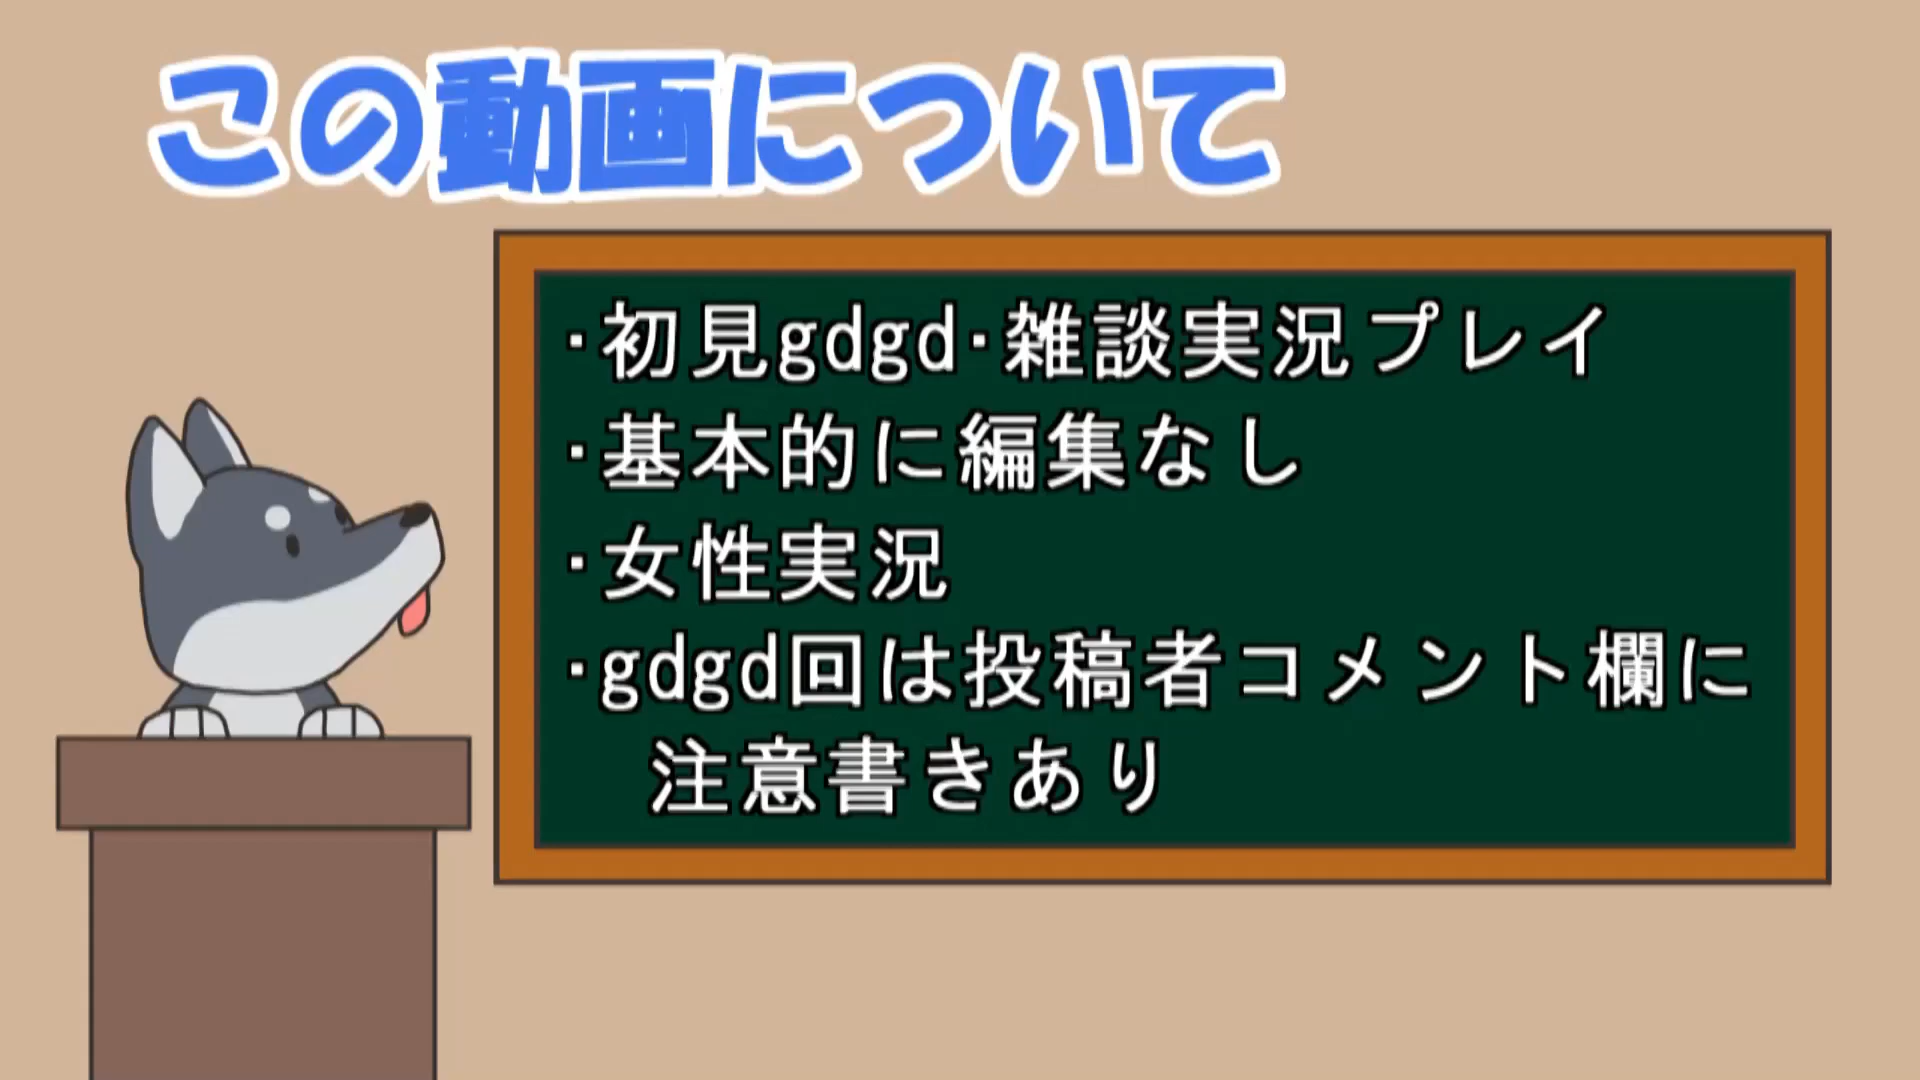 この動画について
・初見gdgd・雑談実況プレイ
・基本的に編集なし
・女性実況
・gdgd回は投稿者コメント欄に
注意書きあり